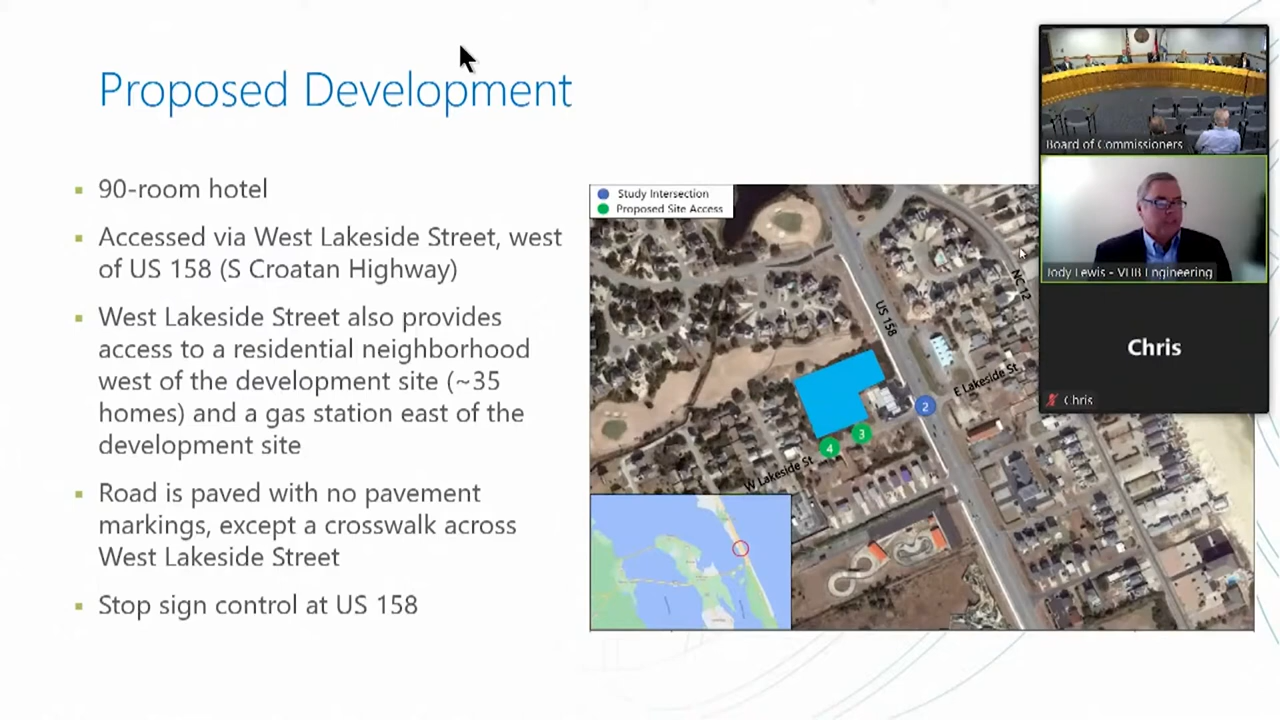 Proposed Development
90-room hotel
Accessed via West Lakeside Street, west
of US 158 (S Croatan Highway)
West Lakeside Street also provides
access to a residential neighborhood
west of the development site (~35
homes) and a gas station east of the
development site
Road is paved with no pavement
markings, except a crosswalk across
West Lakeside Street
Stop sign control at US 158
Study Intersection
Proposed Site Access
NC 12
US 158
E Lakeside St
2
3
4
W Lakeside St
Board of Commissioners
Jody Lewis - VHB Engineering
Chris
Chris